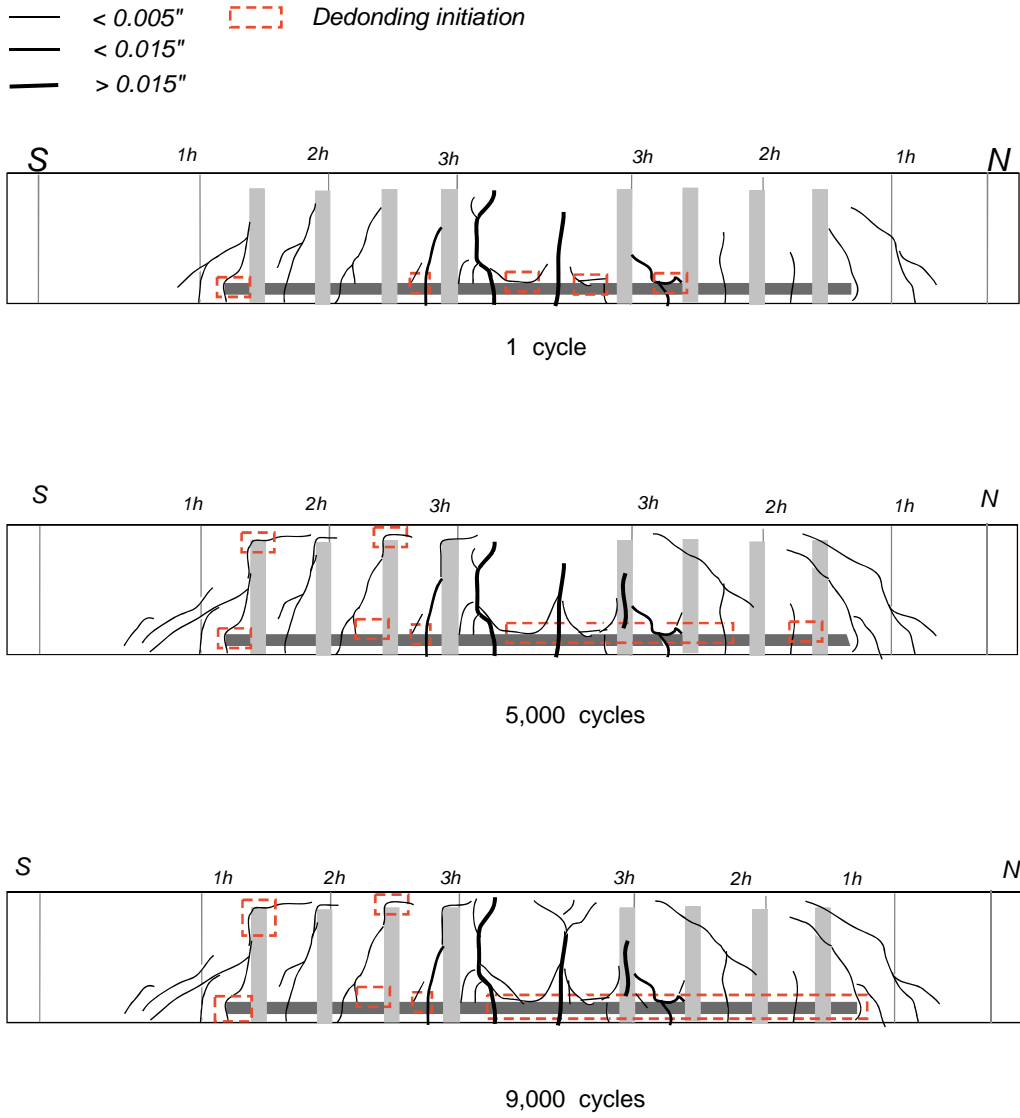 < 0.005" Dedonding initiation
< 0.015"
> 0.015"
S 1h 2h 3h 3h 2h 1h N
1 cycle
S 1h 2h 3h 3h 2h 1h N
5,000 cycles
S 1h 2h 3h 3h 2h 1h N
9,000 cycles